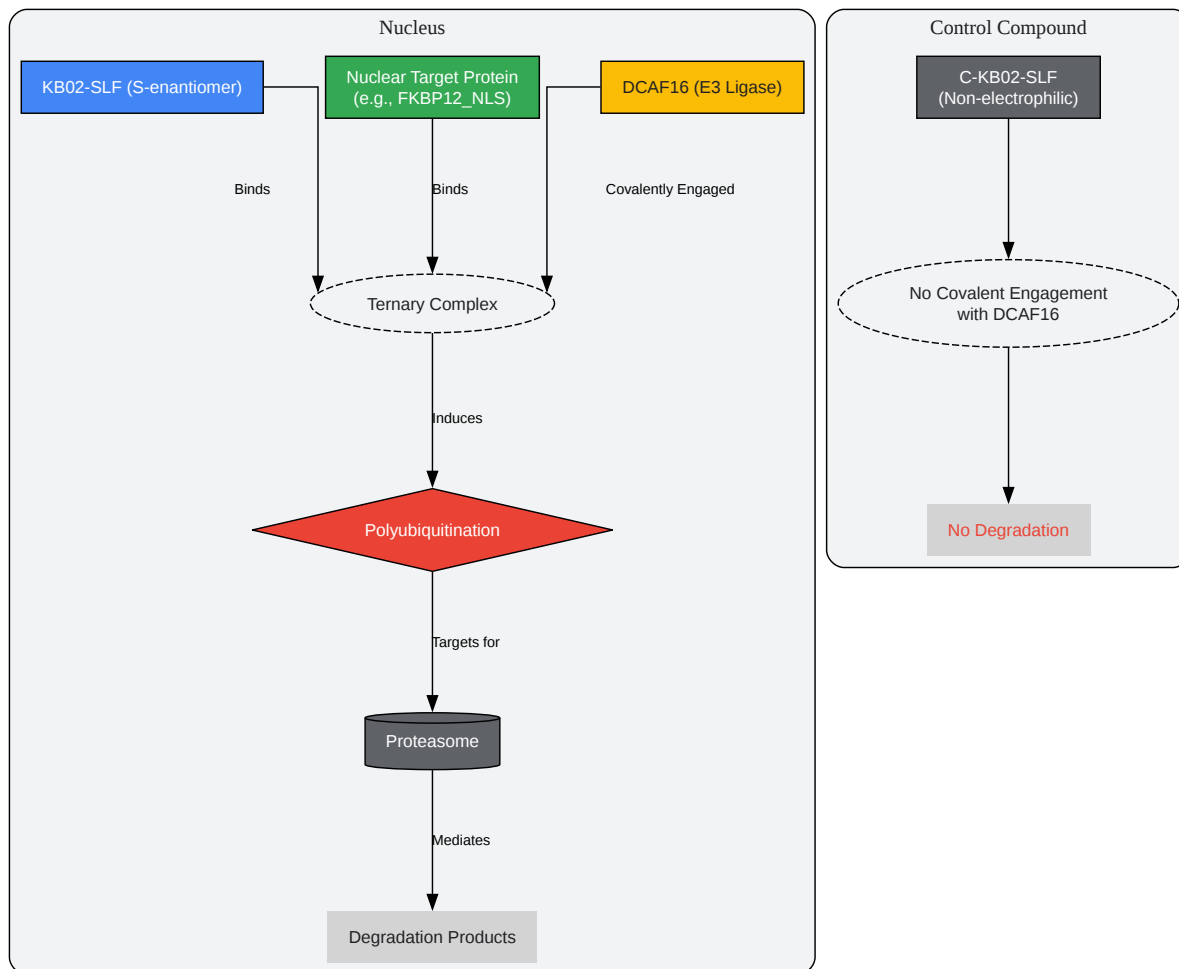 Nucleus
KB02-SLF (S-enantiomer)
Nuclear Target Protein
(e.g., FKBP12_NLS)
DCAF16 (E3 Ligase)
Binds
Binds
Covalently Engaged
Ternary Complex
Induces
Polyubiquitination
Targets for
Proteasome
Mediates
Degradation Products
Control Compound
C-KB02-SLF
(Non-electrophilic)
No Covalent Engagement
with DCAF16
No Degradation